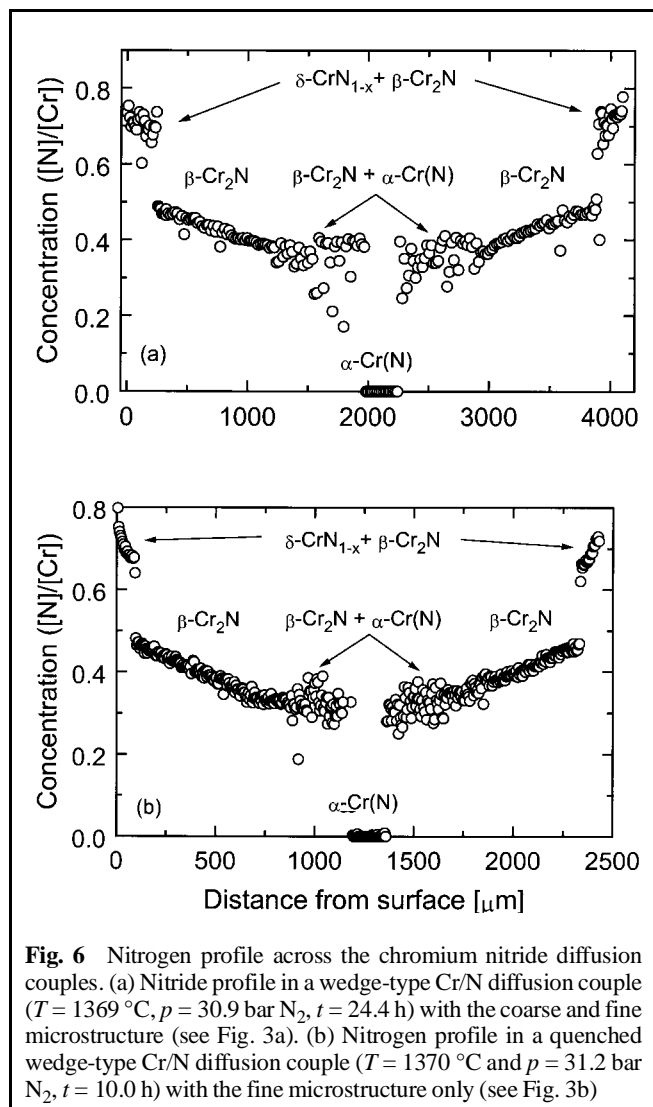 δ-CrN1-x+ β-Cr2N
β-Cr2N + α-Cr(N)
β-Cr2N
β-Cr2N
α-Cr(N)
(a)
Concentration ([N]/[Cr])
0.8
0.6
0.4
0.2
0.0
0 1000 2000 3000 4000
δ-CrN1-x+ β-Cr2N
β-Cr2N
β-Cr2N + α-Cr(N)
β-Cr2N
α-Cr(N)
(b)
Concentration ([N]/[Cr])
0.8
0.6
0.4
0.2
0.0
0 500 1000 1500 2000 2500
Distance from surface [μm]
Fig. 6 Nitrogen profile across the chromium nitride diffusion
couples. (a) Nitride profile in a wedge-type Cr/N diffusion couple
(T = 1369 °C, p = 30.9 bar N2, t = 24.4 h) with the coarse and fine
microstructure (see Fig. 3a). (b) Nitrogen profile in a quenched
wedge-type Cr/N diffusion couple (T = 1370 °C and p = 31.2 bar
N2, t = 10.0 h) with the fine microstructure only (see Fig. 3b)